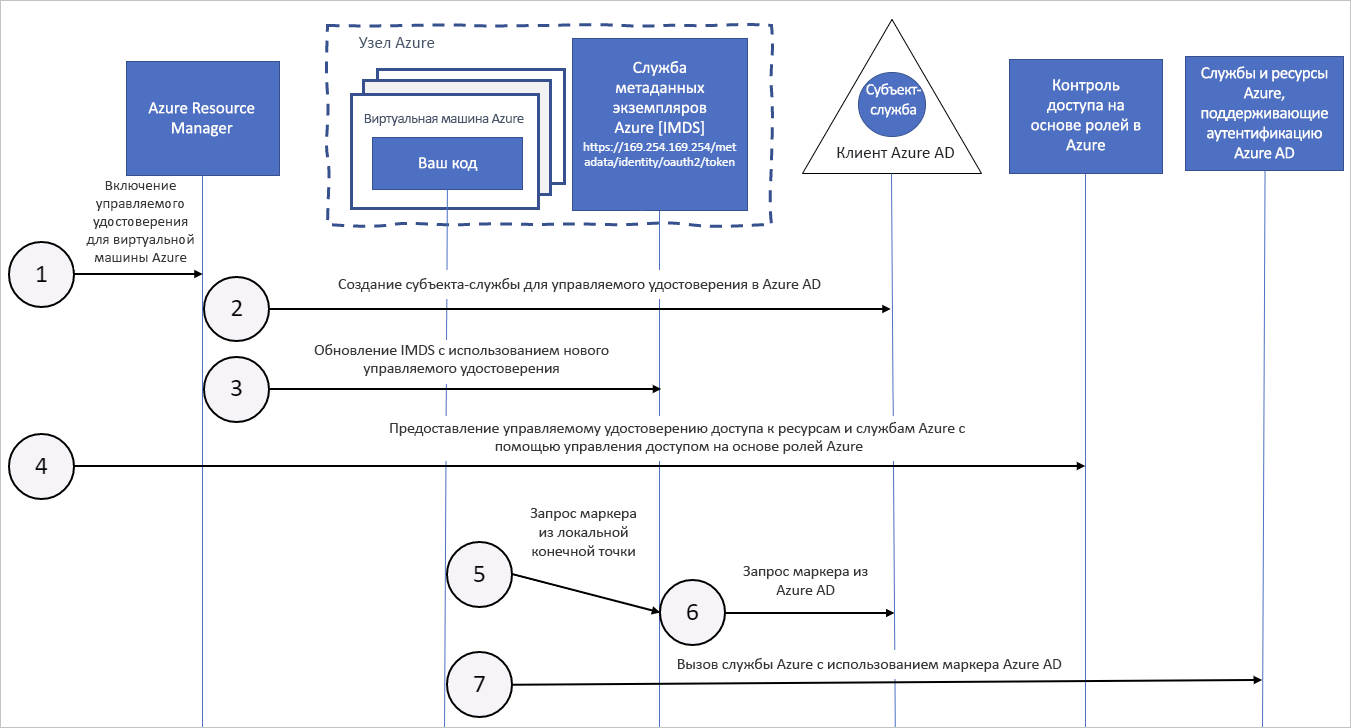 Azure Resource
Manager
Узел Azure
Виртуальная машина Azure
Ваш код
Служба
метаданных
экземпляров
Azure [IMDS]
https://169.254.169.254/met
adata/identity/oauth2/token
Субъект-
служба
Клиент Azure AD
Контроль
доступа на
основе ролей в
Azure
Службы и ресурсы
Azure,
поддерживающие
аутентификацию
Azure AD
Включение
управляемого
удостоверения
для виртуальной
машины Azure
1
2
Создание субъекта-службы для управляемого удостоверения в Azure AD
3
Обновление IMDS с использованием нового
управляемого удостоверения
4
Предоставление управляемому удостоверению доступа к ресурсам и службам Azure с
помощью управления доступом на основе ролей Azure
5
Запрос маркера
из локальной
конечной точки
6
Запрос маркера из
Azure AD
7
Вызов службы Azure с использованием маркера Azure AD